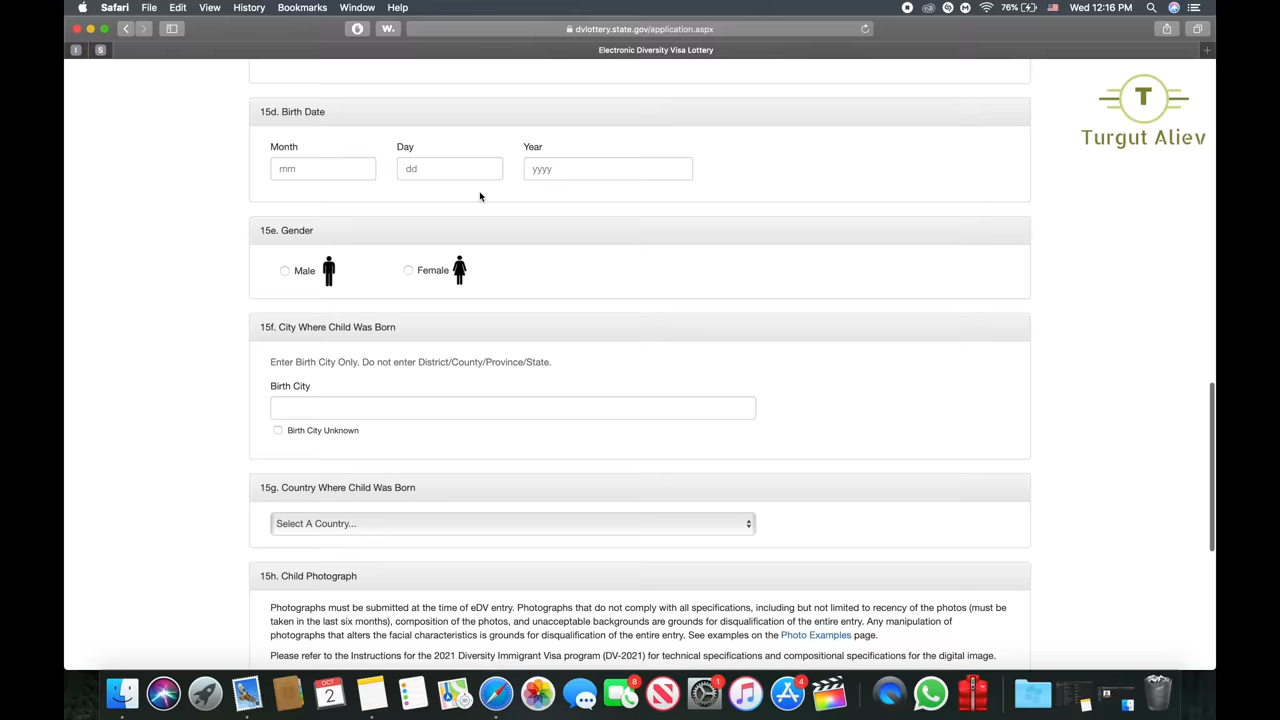 Safari File Edit View History Bookmarks Window Help 76% Wed 12:16 PM
W. dvlottery.state.gov/application.aspx
I S Electronic Diversity Visa Lottery
T
Turgut Aliev
15d. Birth Date
Month Day Year
mm dd yyyy
15e. Gender
Male Female
15f. City Where Child Was Born
Enter Birth City Only. Do not enter District/County/Province/State.
Birth City
Birth City Unknown
15g. Country Where Child Was Born
Select A Country...
15h. Child Photograph
Photographs must be submitted at the time of eDV entry. Photographs that do not comply with all specifications, including but not limited to recency of the photos (must be
taken in the last six months), composition of the photos, and unacceptable backgrounds are grounds for disqualification of the entire entry. Any manipulation of
photographs that alters the facial characteristics is grounds for disqualification of the entire entry. See examples on the Photo Examples page.
Please refer to the Instructions for the 2021 Diversity Immigrant Visa program (DV-2021) for technical specifications and compositional specifications for the digital image.
OCT 2 8 N 1 4